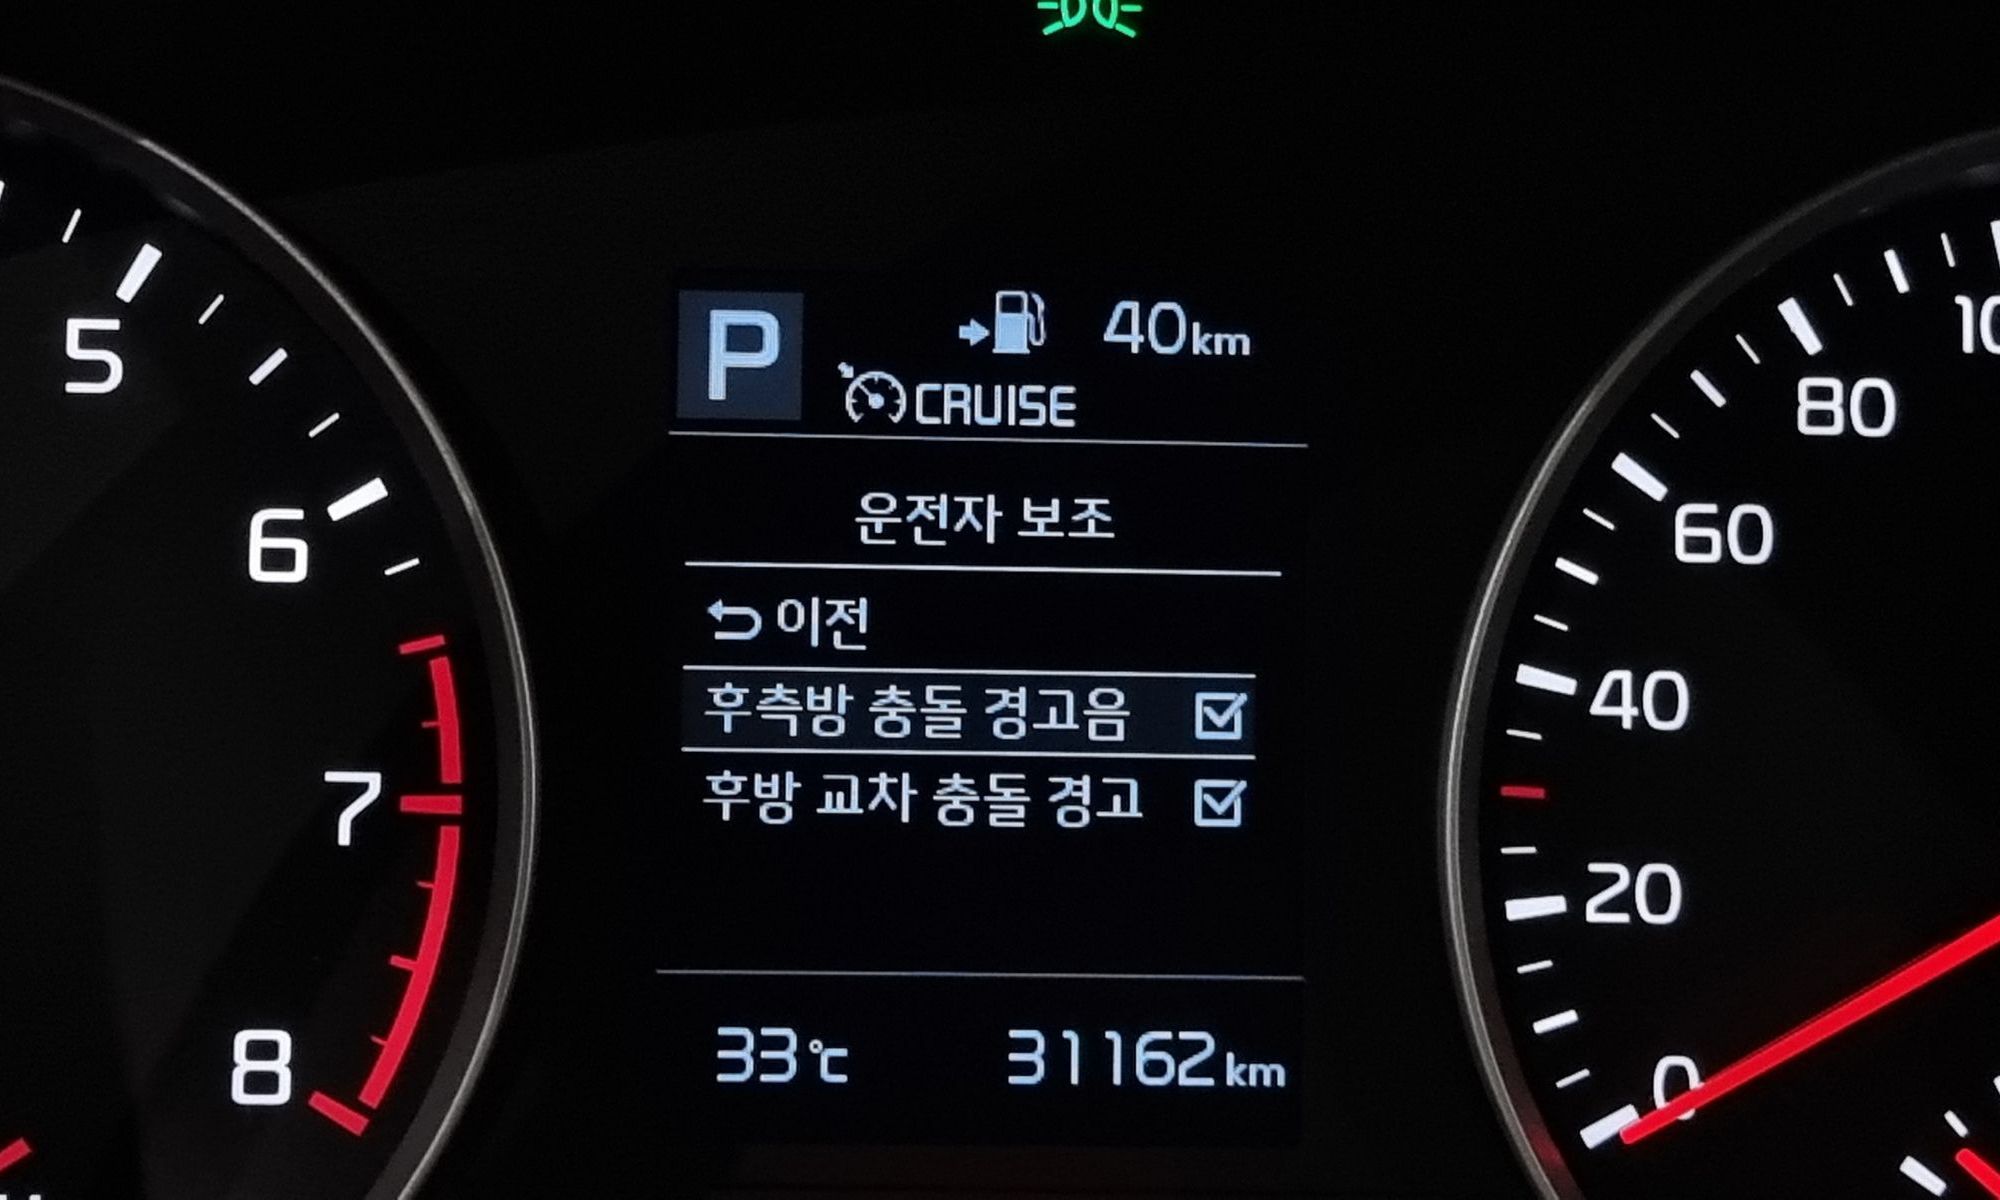 P
40km
CRUISE
운전자 보조
이전
후측방 충돌 경고음
후방 교차 충돌 경고
33℃
31162km
5
6
7
8
80
60
40
20
0